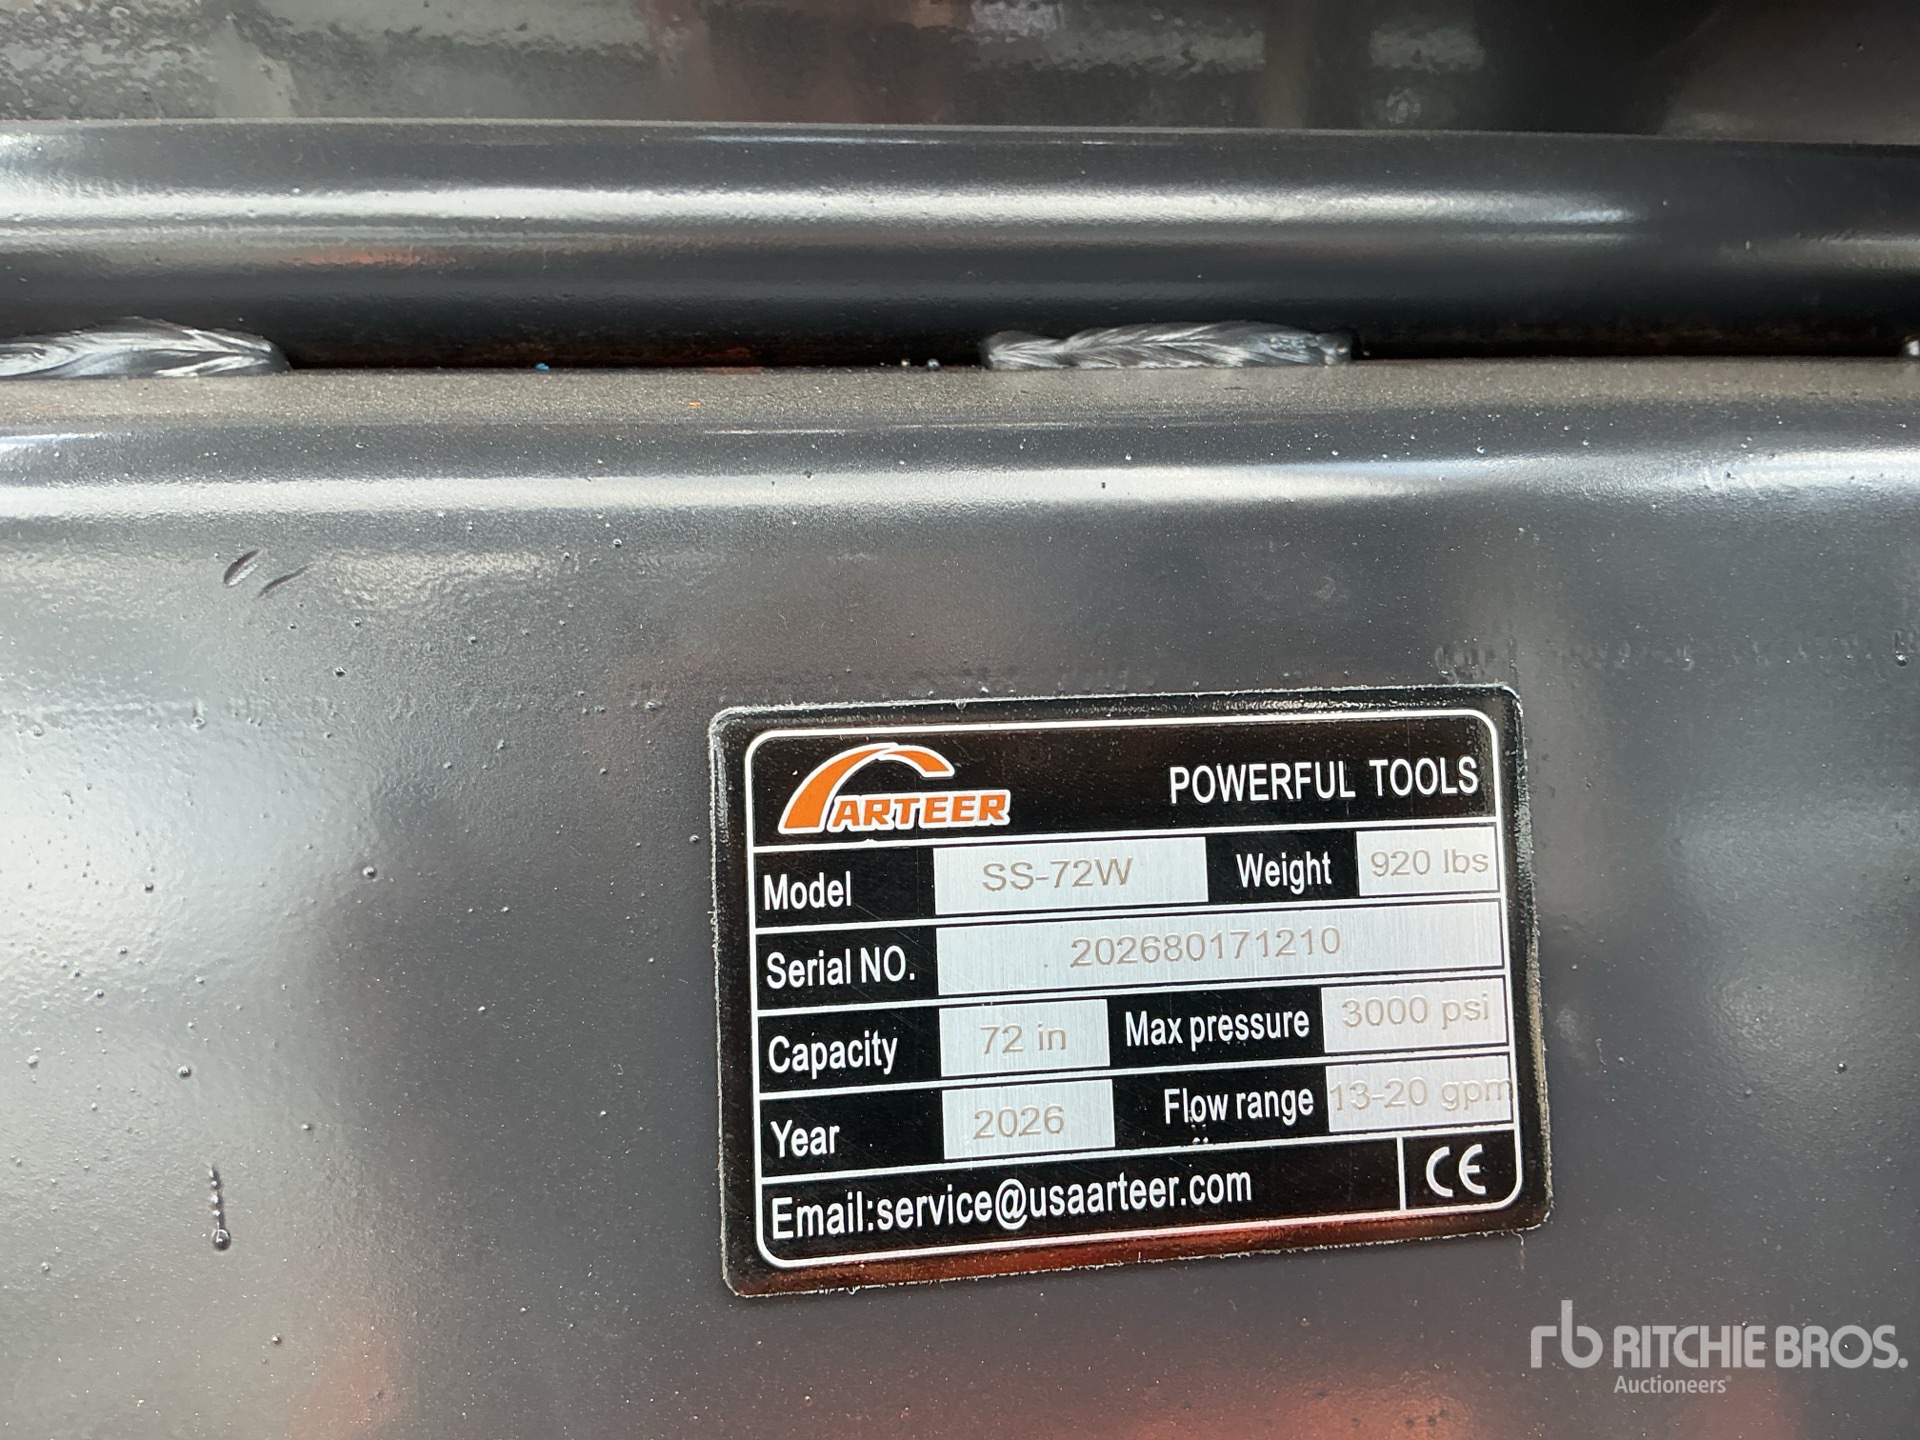 ARTEER POWERFUL TOOLS
Model SS-72W Weight 920 lbs
Serial NO. 202680171210
Capacity 72 in Max pressure 3000 psi
Year 2026 Flow range 13-20 gpm
Email:service@usaarteer.com CE
rb RITCHIE BROS.
Auctioneers